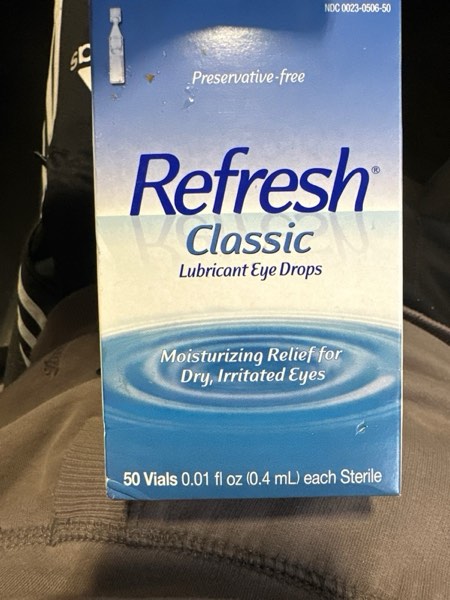 NDC 0023-0506-50
Preservative-free
Refresh®
Classic
Lubricant Eye Drops
Moisturizing Relief for
Dry, Irritated Eyes
50 Vials 0.01 fl oz (0.4 mL) each Sterile